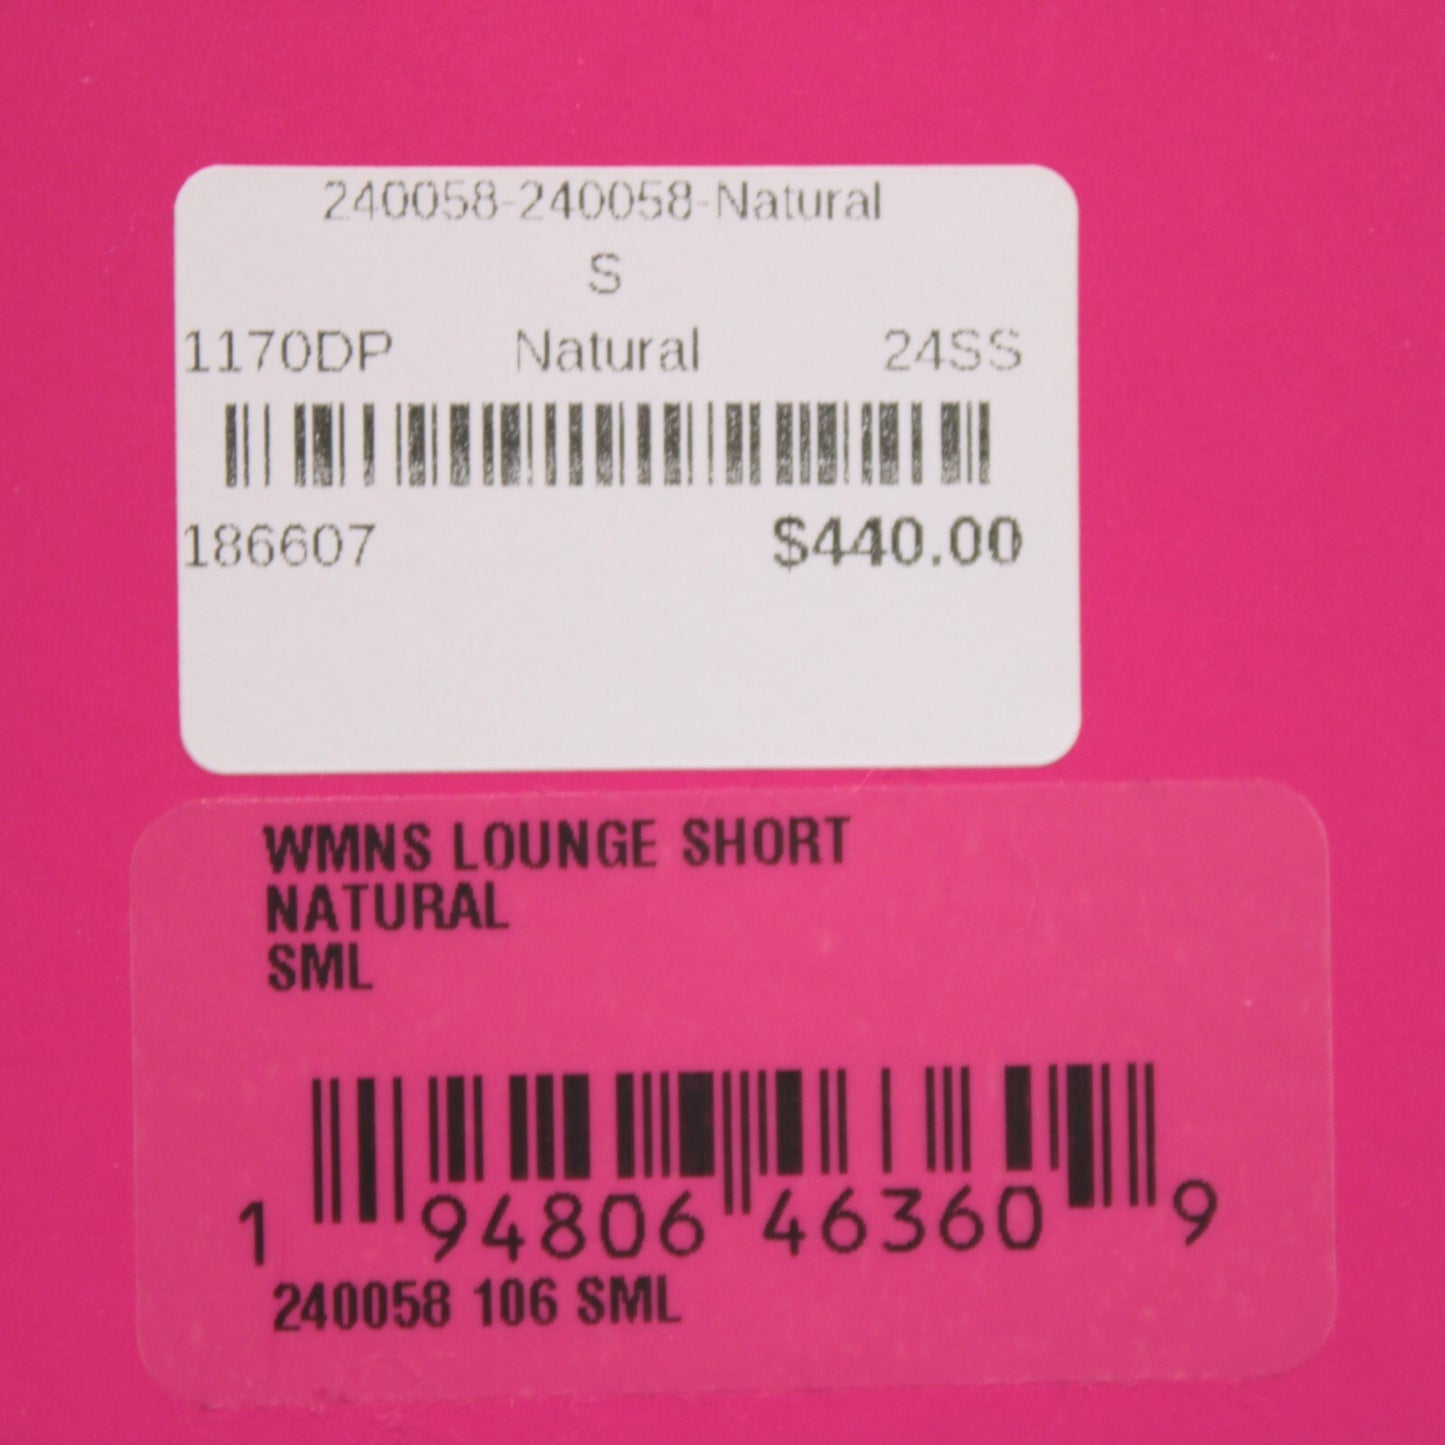 240058-240058-Natural
S
1170DP Natural 24SS
186607 $440.00
WMNS LOUNGE SHORT
NATURAL
SML
1 94806 46360 9
240058 106 SML